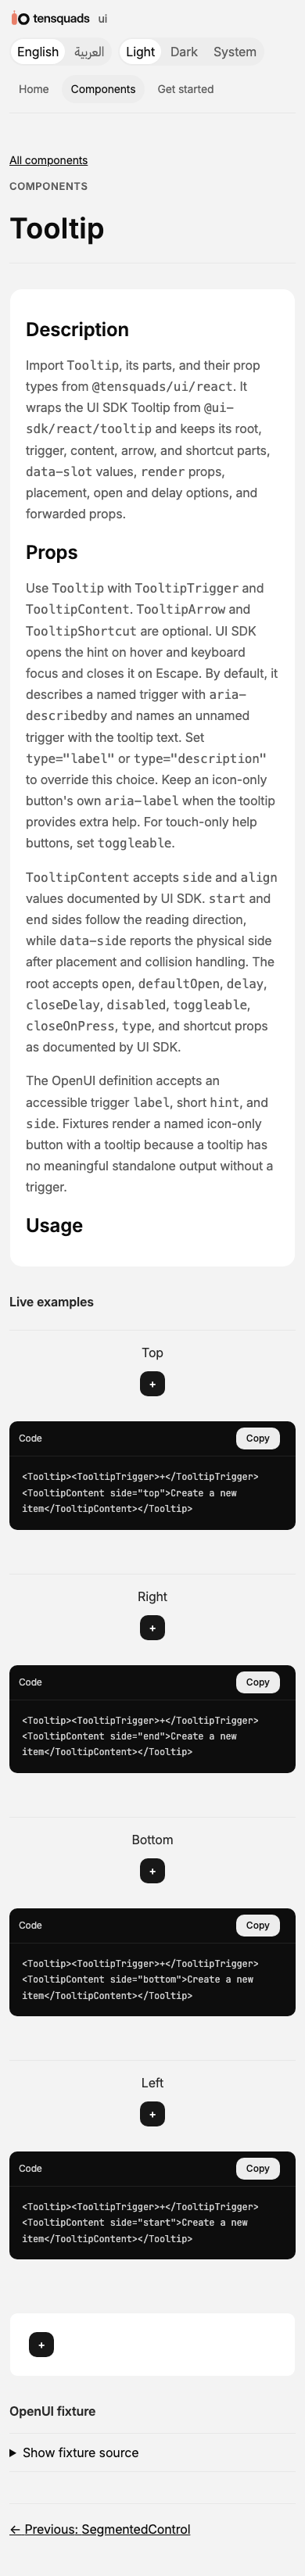 tensquads ui
English العربية Light Dark System
Home Components Get started
All components
COMPONENTS
Tooltip
Description
Import Tooltip, its parts, and their prop
types from @tensquads/ui/react. It
wraps the UI SDK Tooltip from @ui-
sdk/react/tooltip and keeps its root,
trigger, content, arrow, and shortcut parts,
data-slot values, render props,
placement, open and delay options, and
forwarded props.
Props
Use Tooltip with TooltipTrigger and
TooltipContent. TooltipArrow and
TooltipShortcut are optional. UI SDK
opens the hint on hover and keyboard
focus and closes it on Escape. By default, it
describes a named trigger with aria-
describedby and names an unnamed
trigger with the tooltip text. Set
type="label" or type="description"
to override this choice. Keep an icon-only
button's own aria-label when the tooltip
provides extra help. For touch-only help
buttons, set toggleable.
TooltipContent accepts side and align
values documented by UI SDK. start and
end sides follow the reading direction,
while data-side reports the physical side
after placement and collision handling. The
root accepts open, defaultOpen, delay,
closeDelay, disabled, toggleable,
closeOnPress, type, and shortcut props
as documented by UI SDK.
The OpenUI definition accepts an
accessible trigger label, short hint, and
side. Fixtures render a named icon-only
button with a tooltip because a tooltip has
no meaningful standalone output without a
trigger.
Usage
Live examples
Top
+
Code Copy
<Tooltip><TooltipTrigger>+</TooltipTrigger>
<TooltipContent side="top">Create a new
item</TooltipContent></Tooltip>
Right
+
Code Copy
<Tooltip><TooltipTrigger>+</TooltipTrigger>
<TooltipContent side="end">Create a new
item</TooltipContent></Tooltip>
Bottom
+
Code Copy
<Tooltip><TooltipTrigger>+</TooltipTrigger>
<TooltipContent side="bottom">Create a new
item</TooltipContent></Tooltip>
Left
+
Code Copy
<Tooltip><TooltipTrigger>+</TooltipTrigger>
<TooltipContent side="start">Create a new
item</TooltipContent></Tooltip>
+
OpenUI fixture
▶ Show fixture source
← Previous: SegmentedControl